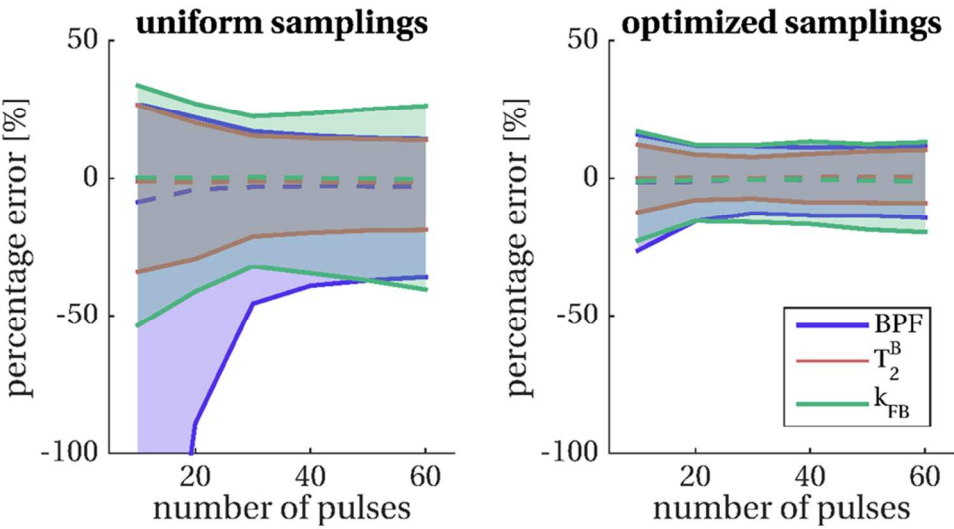 uniform samplings
optimized samplings
50
0
-50
-100
percentage error [%]
20
40
60
number of pulses
50
0
-50
-100
percentage error [%]
20
40
60
number of pulses
BPF
T₂ᴮ
k_FB